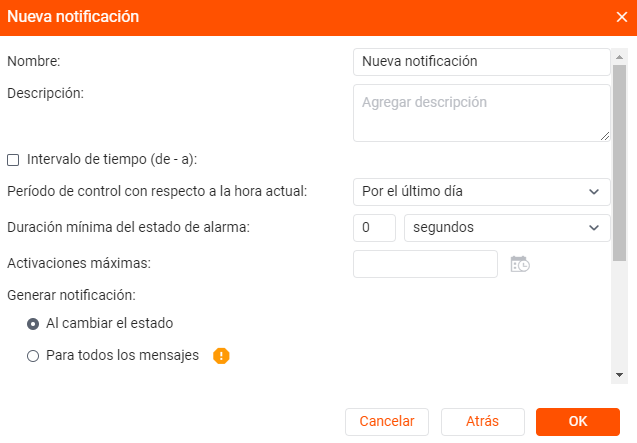 Nueva notificación
Nombre: Nueva notificación
Descripción: Agregar descripción
Intervalo de tiempo (de - a):
Período de control con respecto a la hora actual: Por el último día
Duración mínima del estado de alarma: 0 segundos
Activaciones máximas:
Generar notificación:
Al cambiar el estado
Para todos los mensajes
Cancelar Atrás OK